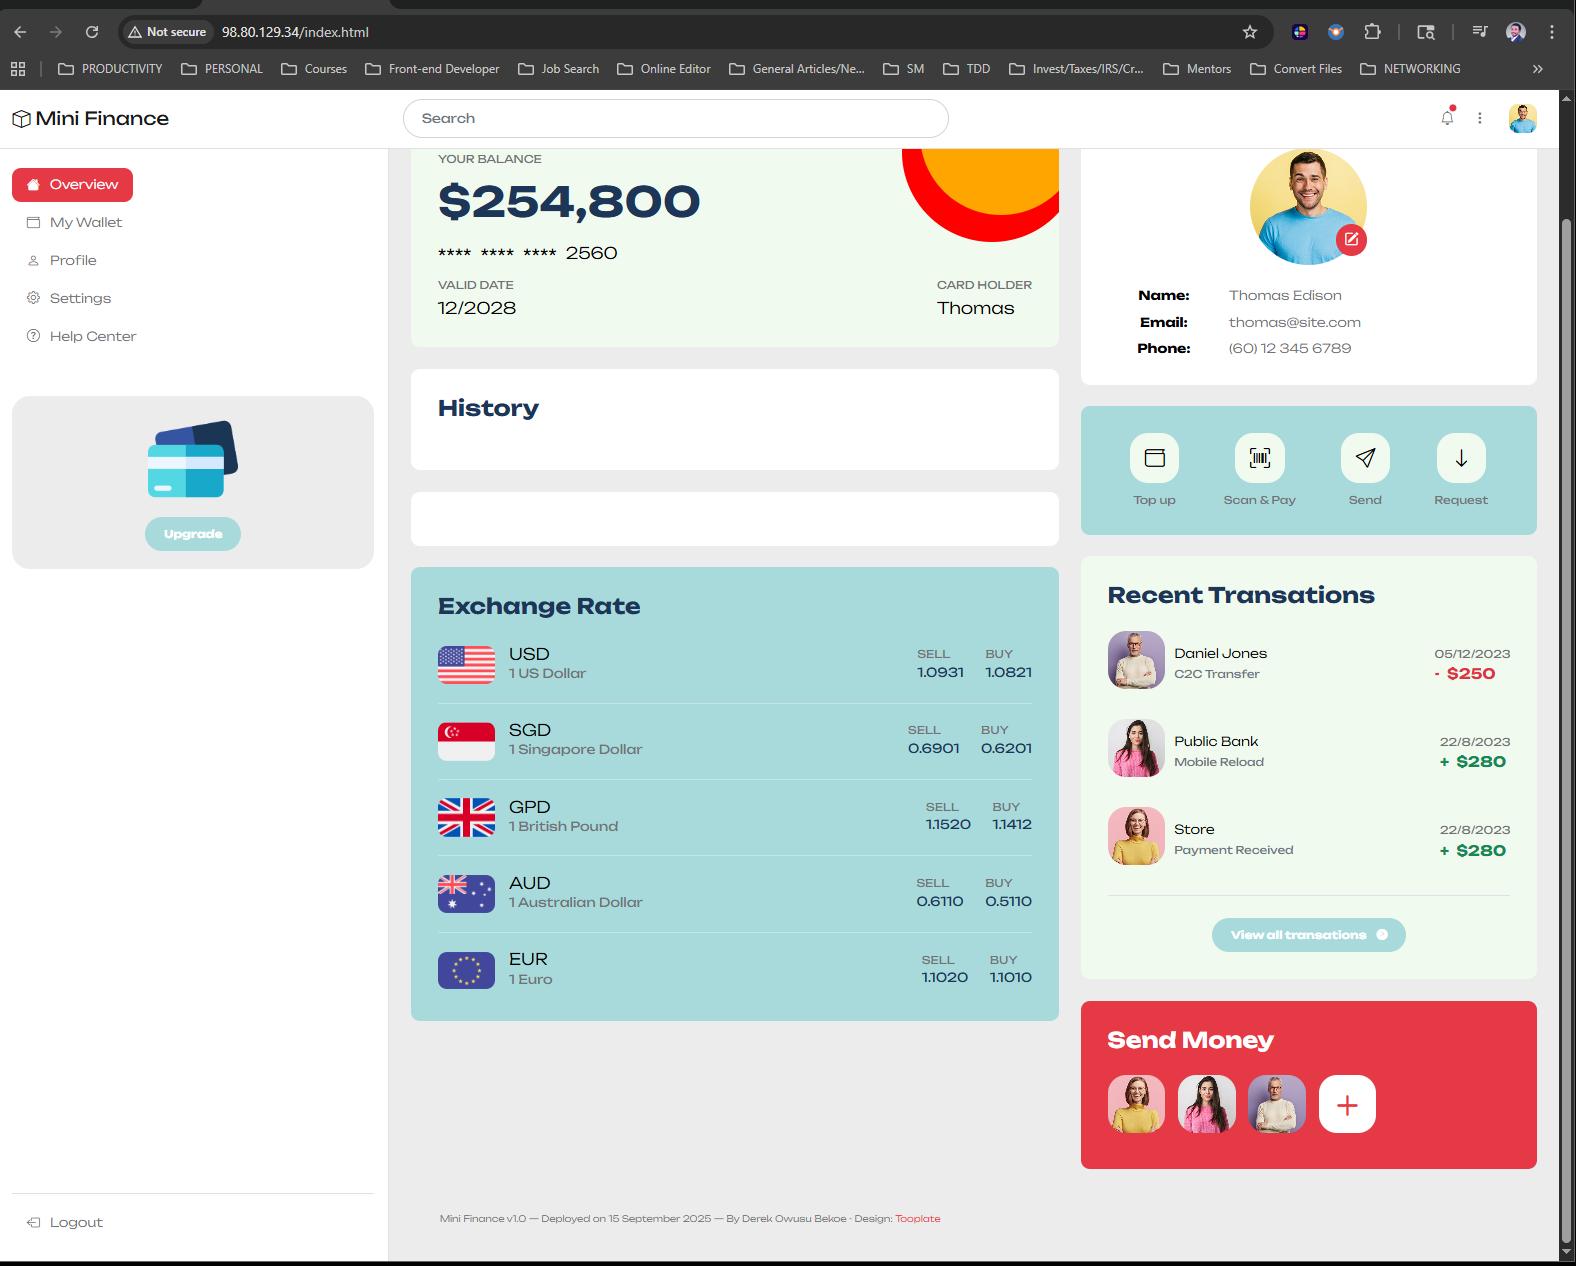 Not secure
98.80.129.34/index.html
PRODUCTIVITY
PERSONAL
Courses
Front-end Developer
Job Search
Online Editor
General Articles/Ne...
SM
TDD
Invest/Taxes/IRS/Cr...
Mentors
Convert Files
NETWORKING
Mini Finance
Search
Overview
My Wallet
Profile
Settings
Help Center
Upgrade
Logout
YOUR BALANCE
$254,800
**** **** **** 2560
VALID DATE
12/2028
CARD HOLDER
Thomas
History
Exchange Rate
USD
1 US Dollar
SELL
1.0931
BUY
1.0821
SGD
1 Singapore Dollar
SELL
0.6901
BUY
0.6201
GPD
1 British Pound
SELL
1.1520
BUY
1.1412
AUD
1 Australian Dollar
SELL
0.6110
BUY
0.5110
EUR
1 Euro
SELL
1.1020
BUY
1.1010
Name: Thomas Edison
Email: thomas@site.com
Phone: (60) 12 345 6789
Top up
Scan & Pay
Send
Request
Recent Transations
Daniel Jones
C2C Transfer
05/12/2023
- $250
Public Bank
Mobile Reload
22/8/2023
+ $280
Store
Payment Received
22/8/2023
+ $280
View all transations
Send Money
Mini Finance v1.0 — Deployed on 15 September 2025 — By Derek Owusu Bekoe · Design: Tooplate